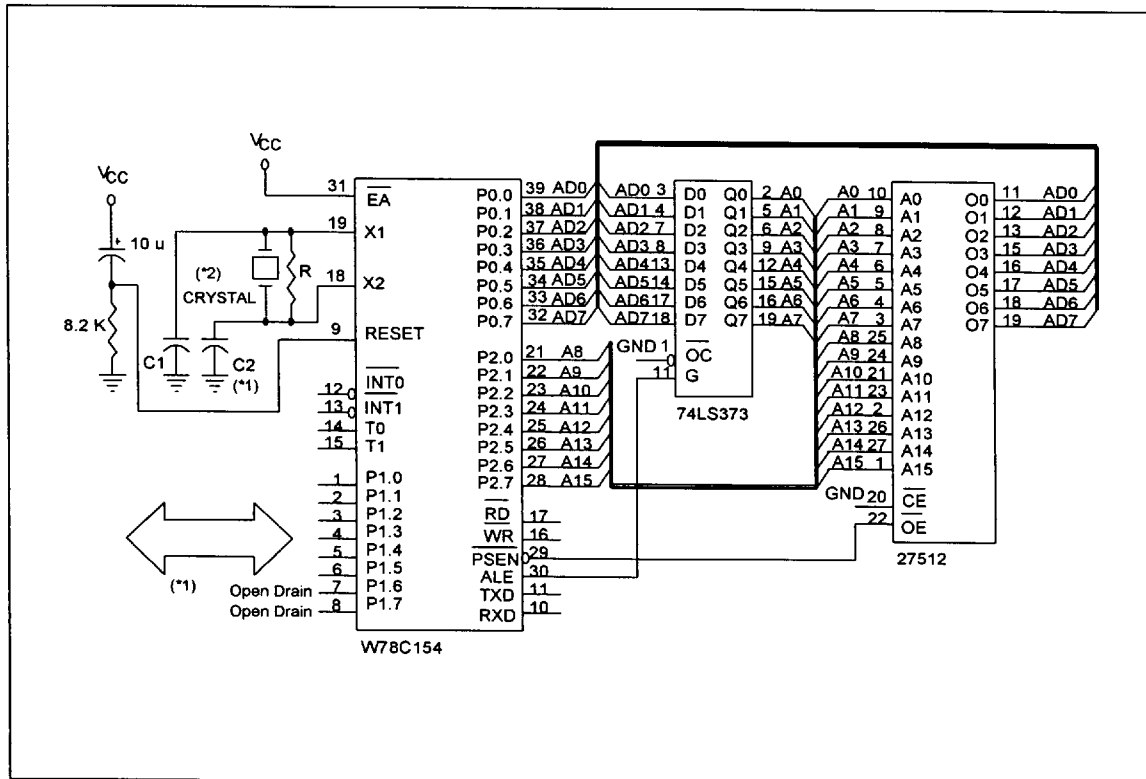 VCC
10 u
8.2 K
VCC
(*2)
CRYSTAL
R
C1
C2
(*1)
31 EA
19 X1
18 X2
9 RESET
12 INT0
13 INT1
14 T0
15 T1
1 P1.0
2 P1.1
3 P1.2
4 P1.3
5 P1.4
6 P1.5
Open Drain 7 P1.6
Open Drain 8 P1.7
(*1)
P0.0 39 AD0
P0.1 38 AD1
P0.2 37 AD2
P0.3 36 AD3
P0.4 35 AD4
P0.5 34 AD5
P0.6 33 AD6
P0.7 32 AD7
P2.0 21 A8
P2.1 22 A9
P2.2 23 A10
P2.3 24 A11
P2.4 25 A12
P2.5 26 A13
P2.6 27 A14
P2.7 28 A15
RD 17
WR 16
PSEN 29
ALE 30
TXD 11
RXD 10
W78C154
AD0 3 D0 Q0 2 A0
AD1 4 D1 Q1 5 A1
AD2 7 D2 Q2 6 A2
AD3 8 D3 Q3 9 A3
AD4 13 D4 Q4 12 A4
AD5 14 D5 Q5 15 A5
AD6 17 D6 Q6 16 A6
AD7 18 D7 Q7 19 A7
GND 1 OC
11 G
74LS373
A0 10 A0 O0 11 AD0
A1 9 A1 O1 12 AD1
A2 8 A2 O2 13 AD2
A3 7 A3 O3 15 AD3
A4 6 A4 O4 16 AD4
A5 5 A5 O5 17 AD5
A6 4 A6 O6 18 AD6
A7 3 A7 O7 19 AD7
A8 25 A8
A9 24 A9
A10 21 A10
A11 23 A11
A12 2 A12
A13 26 A13
A14 27 A14
A15 1 A15
GND 20 CE
22 OE
27512